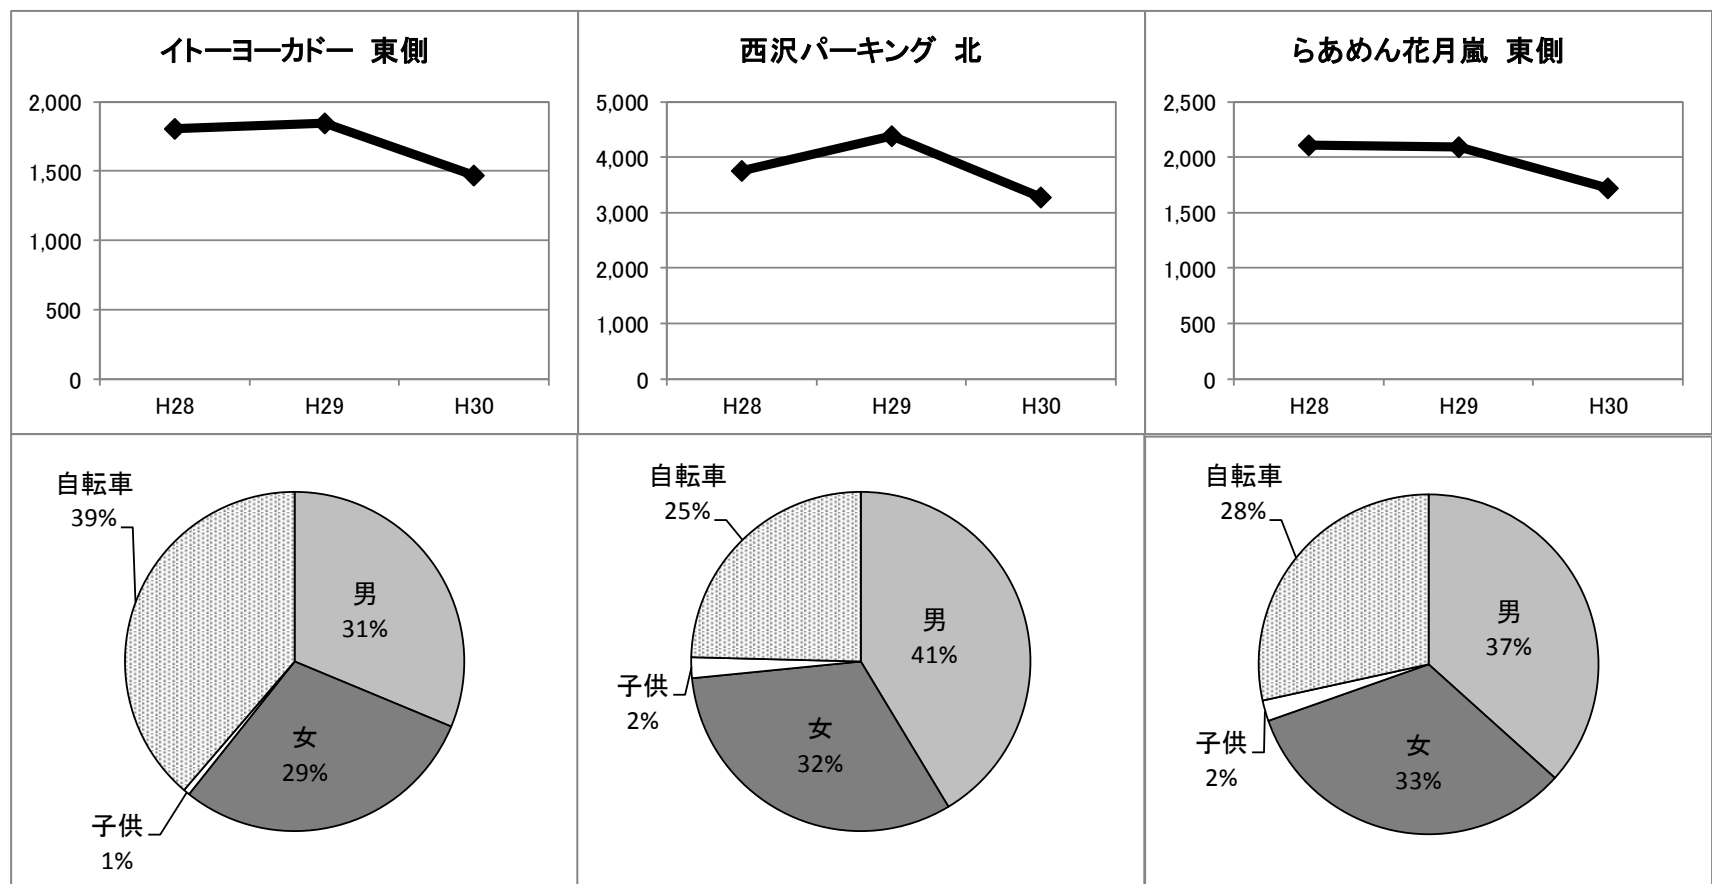 イトーヨーカドー 東側
2,000
1,500
1,000
500
0
H28
H29
H30
西沢パーキング 北
5,000
4,000
3,000
2,000
1,000
0
H28
H29
H30
らあめん花月嵐 東側
2,500
2,000
1,500
1,000
500
0
H28
H29
H30
自転車
39%
男
31%
女
29%
子供
1%
自転車
25%
男
41%
子供
2%
女
32%
自転車
28%
男
37%
子供
2%
女
33%